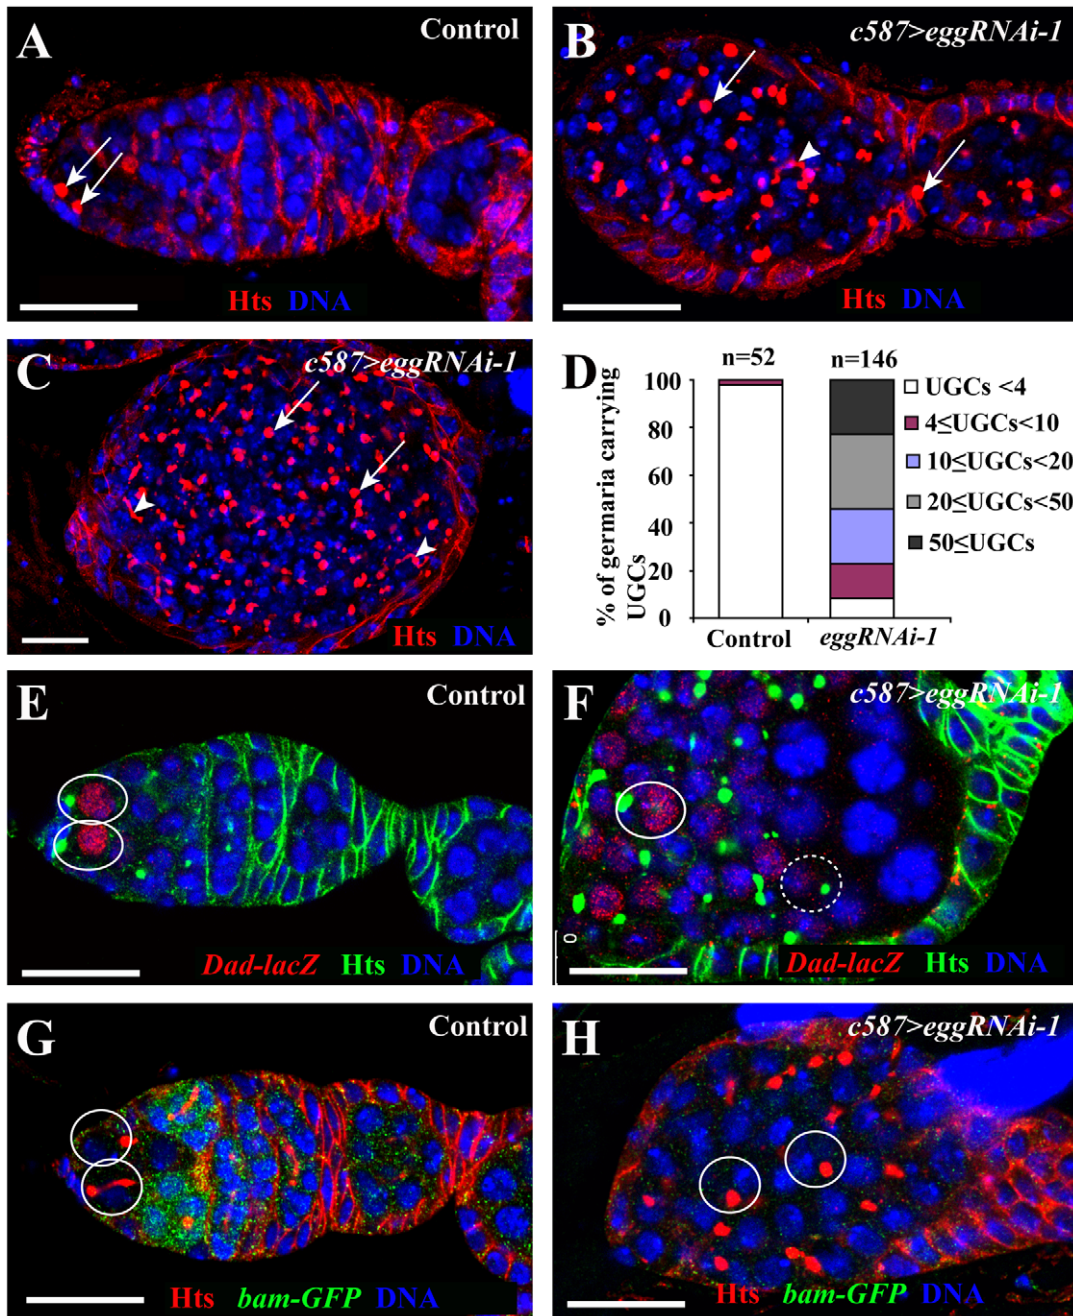 A
Control
Hts DNA
B
c587>eggRNAi-1
Hts DNA
C
c587>eggRNAi-1
Hts DNA
D
n=52
n=146
% of germaria carrying
UGCs
100
80
60
40
20
0
Control
eggRNAi-1
UGCs <4
4≤UGCs<10
10≤UGCs<20
20≤UGCs<50
50≤UGCs
E
Control
Dad-lacZ Hts DNA
F
c587>eggRNAi-1
0
Dad-lacZ Hts DNA
G
Control
Hts bam-GFP DNA
H
c587>eggRNAi-1
Hts bam-GFP DNA